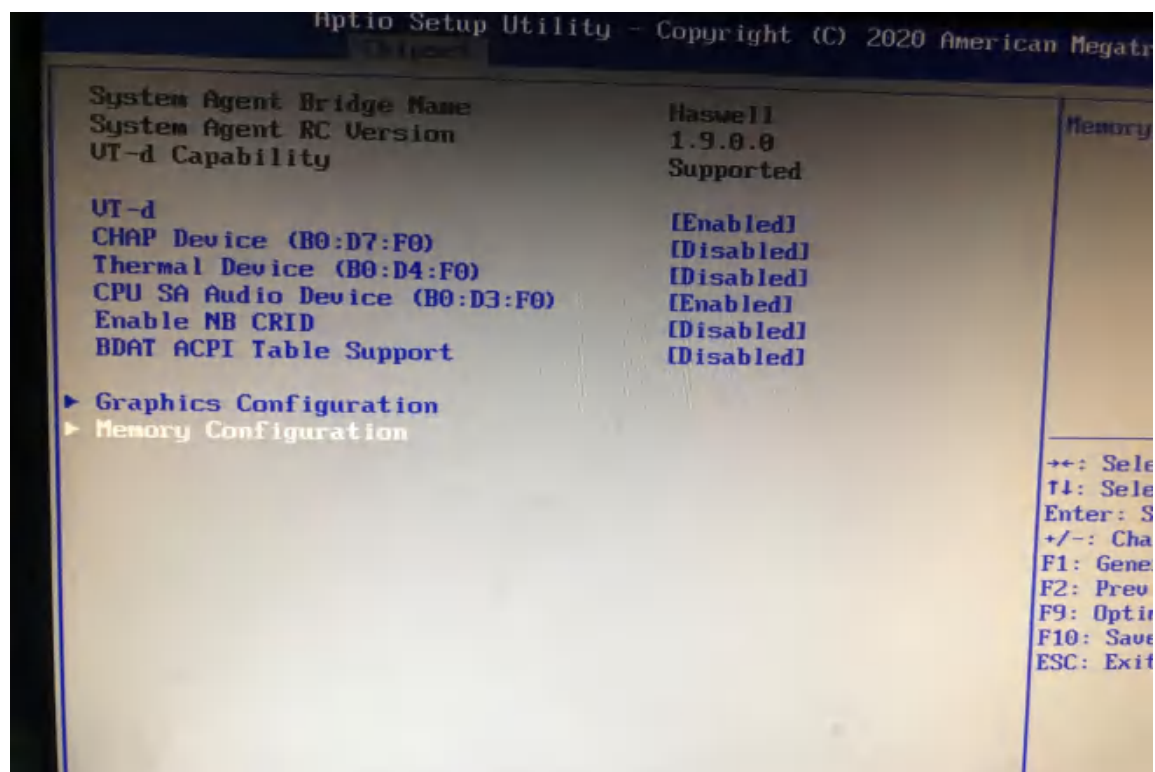 Aptio Setup Utility - Copyright (C) 2020 American Megatr
Chipset
System Agent Bridge Name Haswell
System Agent RC Version 1.9.0.0
VT-d Capability Supported
VT-d [Enabled]
CHAP Device (B0:D7:F0) [Disabled]
Thermal Device (B0:D4:F0) [Disabled]
CPU SA Audio Device (B0:D3:F0) [Enabled]
Enable NB CRID [Disabled]
BDAT ACPI Table Support [Disabled]
► Graphics Configuration
► Memory Configuration
Memory
→←: Sele
↑↓: Sele
Enter: S
+/-: Cha
F1: Gene
F2: Prev
F9: Optim
F10: Save
ESC: Exit